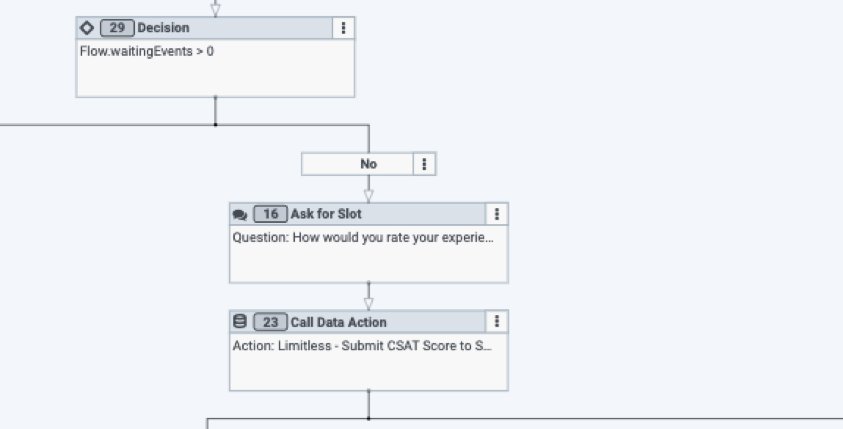 29 Decision
Flow.waitingEvents > 0
No
16 Ask for Slot
Question: How would you rate your experie...
23 Call Data Action
Action: Limitless - Submit CSAT Score to S...